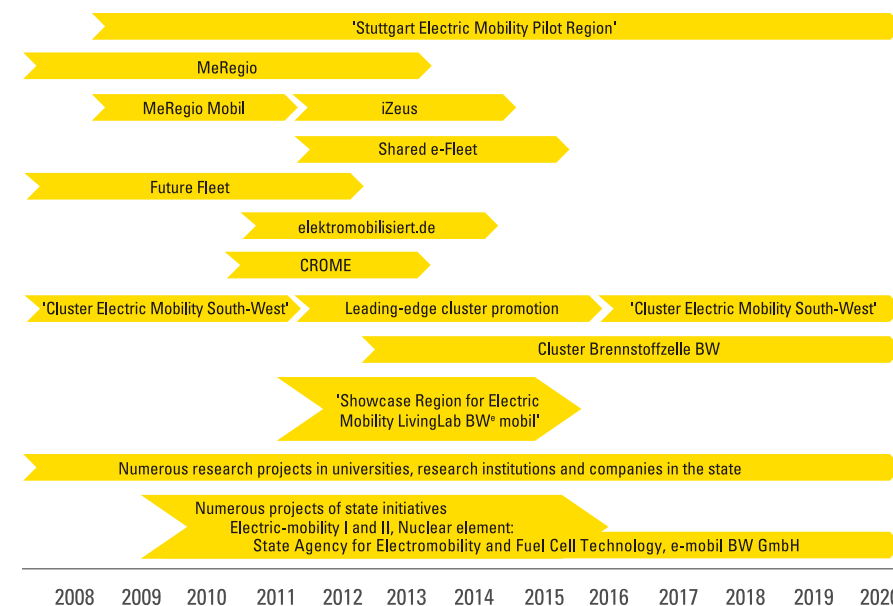 'Stuttgart Electric Mobility Pilot Region'
MeRegio
MeRegio Mobil
iZeus
Shared e-Fleet
Future Fleet
elektromobilisiert.de
CROME
'Cluster Electric Mobility South-West'
Leading-edge cluster promotion
'Cluster Electric Mobility South-West'
Cluster Brennstoffzelle BW
'Showcase Region for Electric
Mobility LivingLab BWᵉ mobil'
Numerous research projects in universities, research institutions and companies in the state
Numerous projects of state initiatives
Electric-mobility I and II, Nuclear element:
State Agency for Electromobility and Fuel Cell Technology, e-mobil BW GmbH
2008 2009 2010 2011 2012 2013 2014 2015 2016 2017 2018 2019 2020